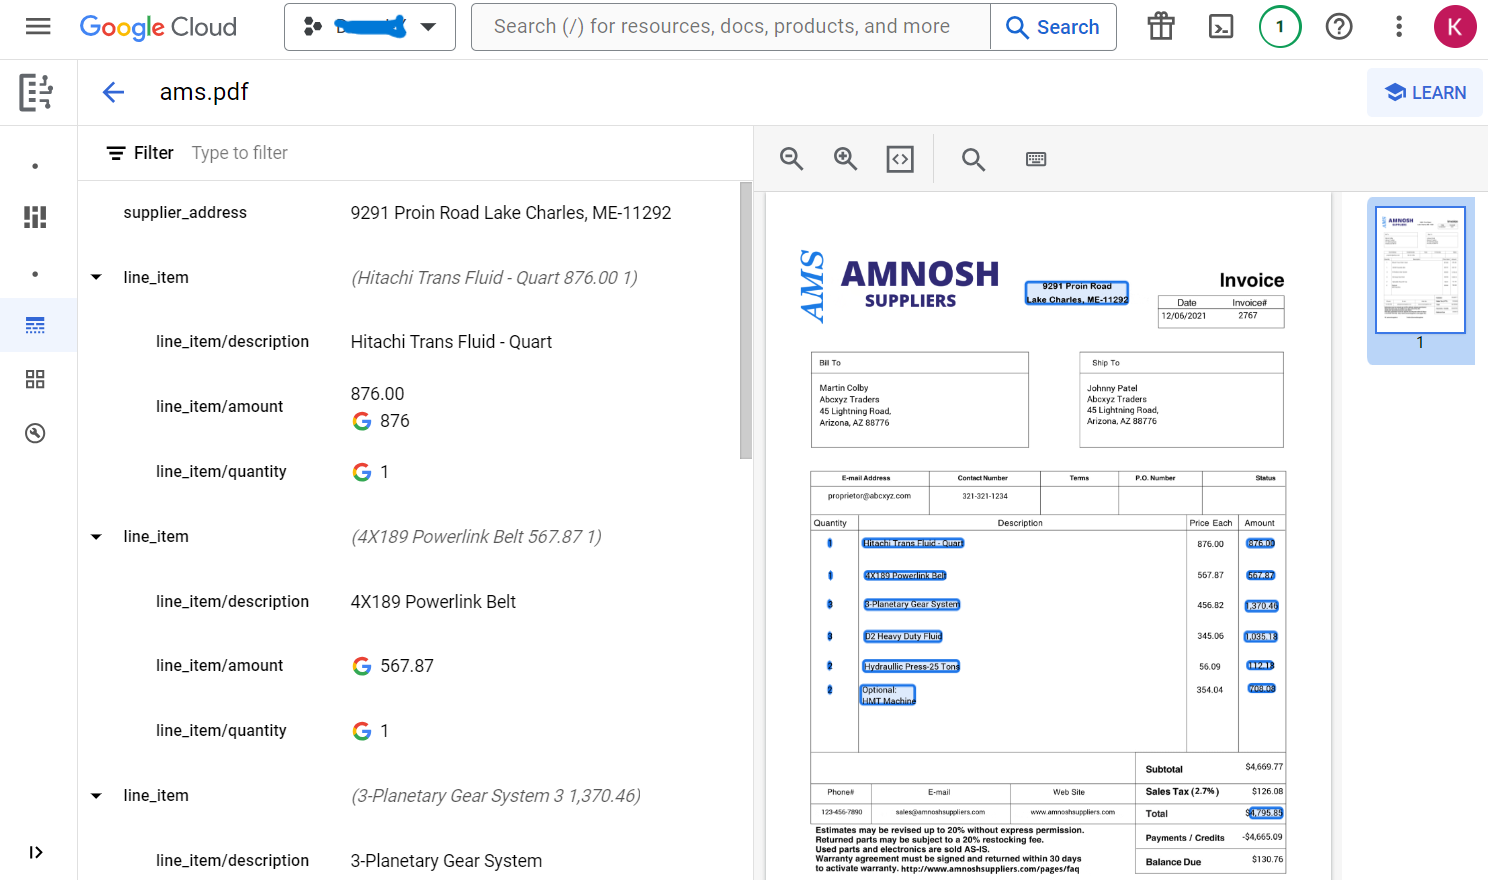 Google Cloud
Search (/) for resources, docs, products, and more
Search
1
K
ams.pdf
LEARN
Filter Type to filter
supplier_address 9291 Proin Road Lake Charles, ME-11292
line_item (Hitachi Trans Fluid - Quart 876.00 1)
line_item/description Hitachi Trans Fluid - Quart
line_item/amount 876.00
876
line_item/quantity 1
line_item (4X189 Powerlink Belt 567.87 1)
line_item/description 4X189 Powerlink Belt
line_item/amount 567.87
line_item/quantity 1
line_item (3-Planetary Gear System 3 1,370.46)
line_item/description 3-Planetary Gear System
AMS
AMNOSH
SUPPLIERS
9291 Proin Road
Lake Charles, ME-11292
Invoice
Date Invoice#
12/06/2021 2767
Bill To
Martin Colby
Abcxyz Traders
45 Lightning Road,
Arizona, AZ 88776
Ship To
Johnny Patel
Abcxyz Traders
45 Lightning Road,
Arizona, AZ 88776
E-mail Address Contact Number Terms P.O. Number Status
proprietor@abcxyz.com 321-321-1234
Quantity Description Price Each Amount
1 Hitachi Trans Fluid - Quart 876.00 876.00
1 4X189 Powerlink Belt 567.87 567.87
3 3-Planetary Gear System 456.82 1,370.46
3 D2 Heavy Duty Fluid 345.06 1,035.18
2 Hydraullic Press-25 Tons 56.09 112.18
2 Optional: 354.04 708.08
HMT Machine
Subtotal $4,669.77
Sales Tax (2.7%) $126.08
Total $4,795.85
Payments / Credits -$4,665.09
Balance Due $130.76
Phone# E-mail Web Site
123-456-7890 sales@amnoshsuppliers.com www.amnoshsuppliers.com
Estimates may be revised up to 20% without express permission.
Returned parts may be subject to a 20% restocking fee.
Used parts and electronics are sold AS-IS.
Warranty agreement must be signed and returned within 30 days
to activate warranty. http://www.amnoshsuppliers.com/pages/faq
AMS
AMNOSH
SUPPLIERS
1